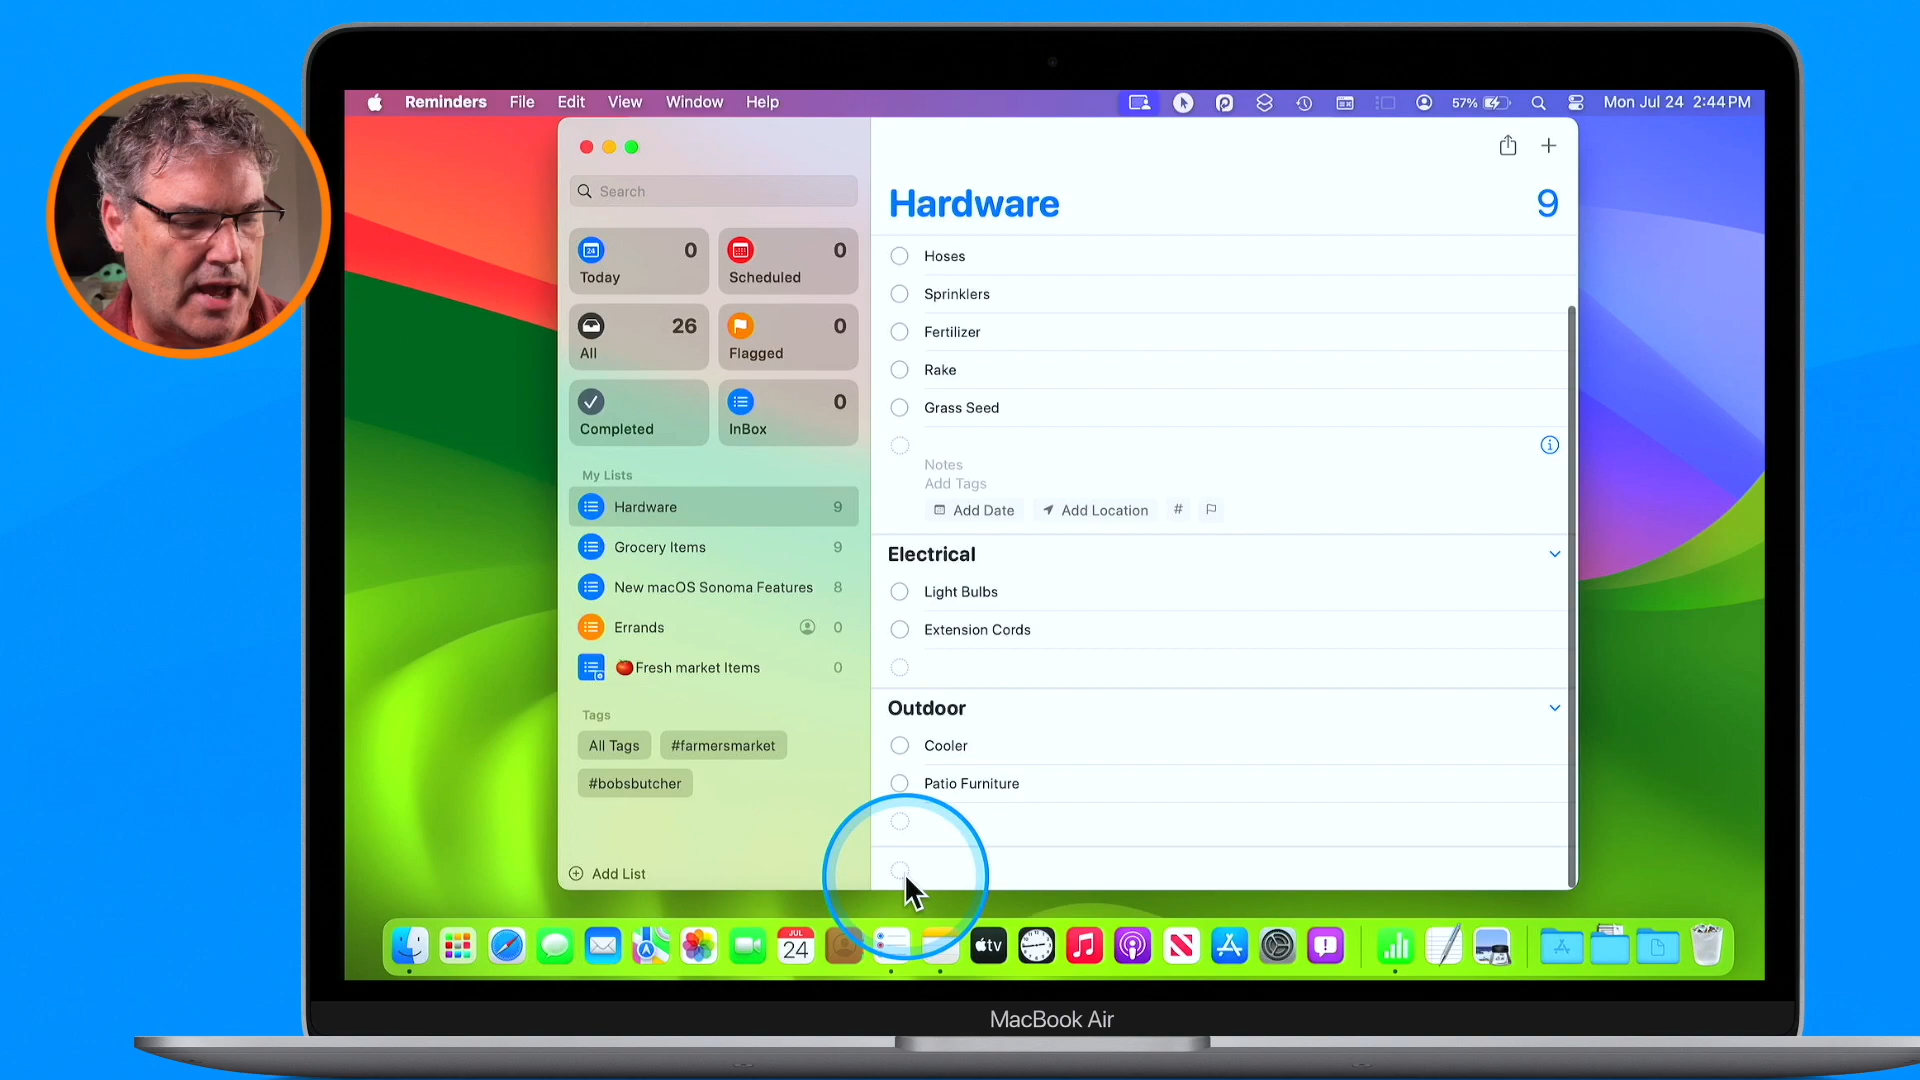 Reminders File Edit View Window Help 57% Mon Jul 24 2:44 PM
Search
24 0 Today
0 Scheduled
26 All
0 Flagged
Completed
0 InBox
My Lists
Hardware 9
Grocery Items 9
New macOS Sonoma Features 8
Errands 0
Fresh market Items 0
Tags
All Tags #farmersmarket
#bobsbutcher
Add List
Hardware 9
Hoses
Sprinklers
Fertilizer
Rake
Grass Seed
Notes
Add Tags
Add Date Add Location #
Electrical
Light Bulbs
Extension Cords
Outdoor
Cooler
Patio Furniture
JUL
24
tv
MacBook Air